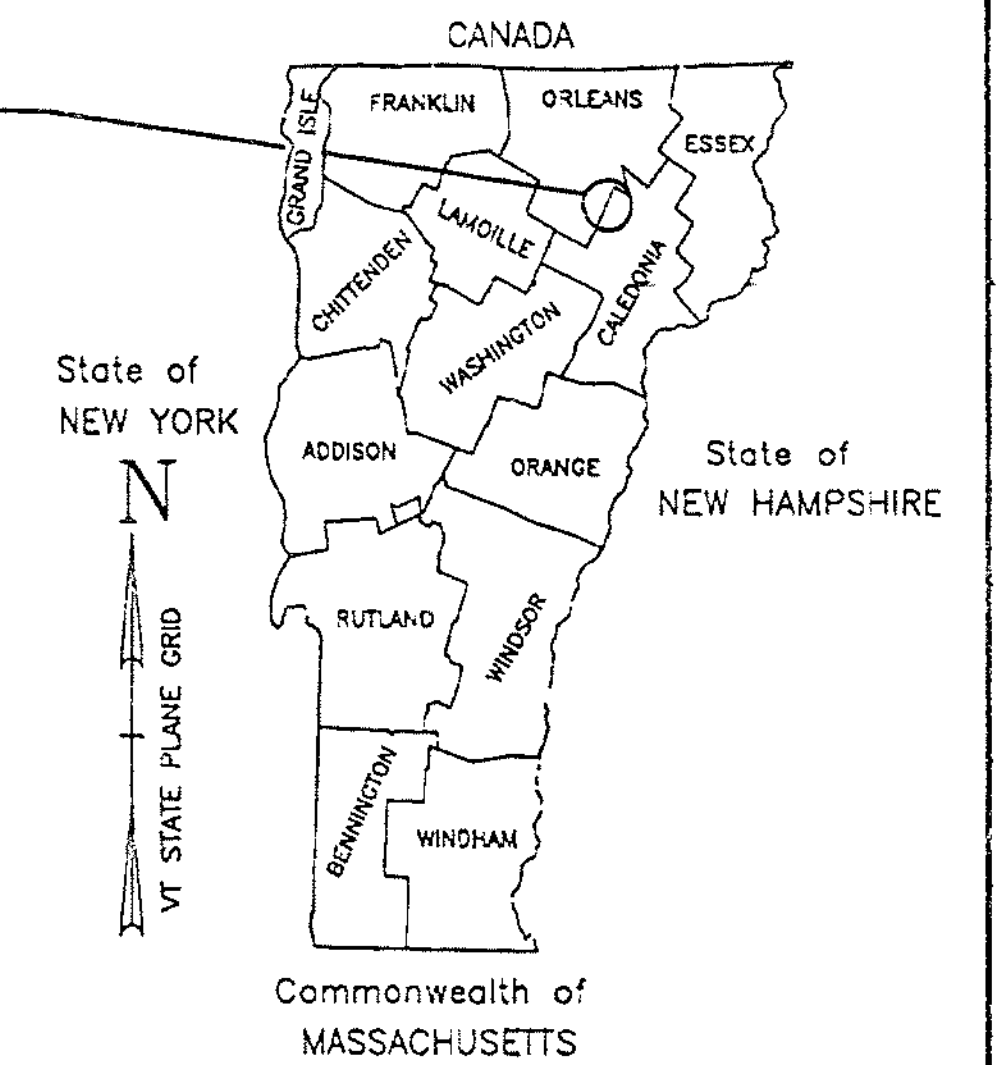 CANADA
FRANKLIN
ORLEANS
GRAND ISLE
ESSEX
LAMOILLE
CHITTENDEN
CALEDONIA
WASHINGTON
State of
NEW YORK
ADDISON
ORANGE
State of
NEW HAMPSHIRE
N
VT STATE PLANE GRID
RUTLAND
WINDSOR
BENNINGTON
WINDHAM
Commonwealth of
MASSACHUSETTS